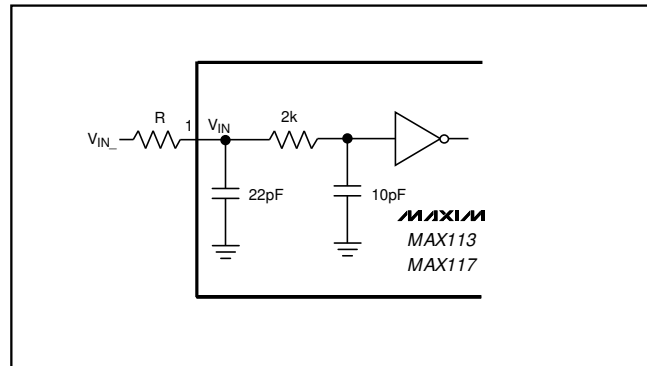 R
1
V_IN
2k
V_IN_
22pF
10pF
MAXIM
MAX113
MAX117